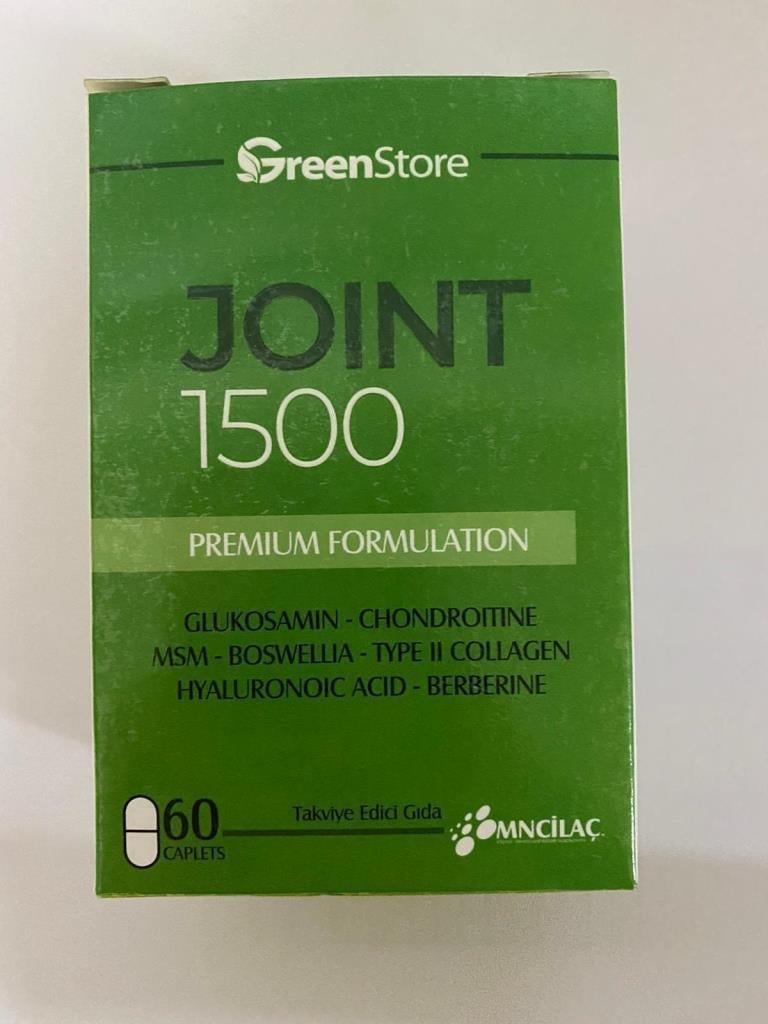 GreenStore
JOINT
1500
PREMIUM FORMULATION
GLUKOSAMIN - CHONDROITINE
MSM - BOSWELLIA - TYPE II COLLAGEN
HYALURONOIC ACID - BERBERINE
60
CAPLETS
Takviye Edici Gıda
OMNCİLAÇ